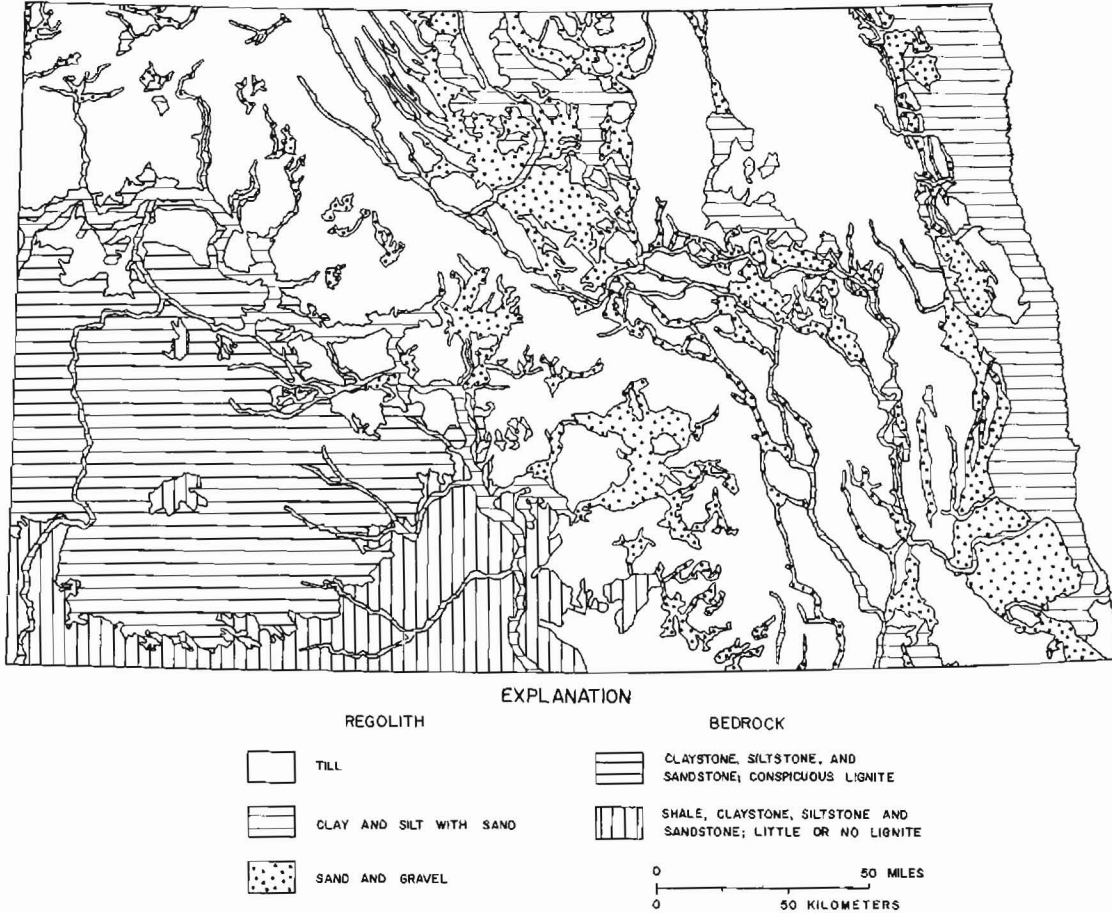 EXPLANATION
REGOLITH
TILL
CLAY AND SILT WITH SAND
SAND AND GRAVEL
BEDROCK
CLAYSTONE, SILTSTONE, AND
SANDSTONE; CONSPICUOUS LIGNITE
SHALE, CLAYSTONE, SILTSTONE AND
SANDSTONE; LITTLE OR NO LIGNITE
0 50 MILES
0 50 KILOMETERS